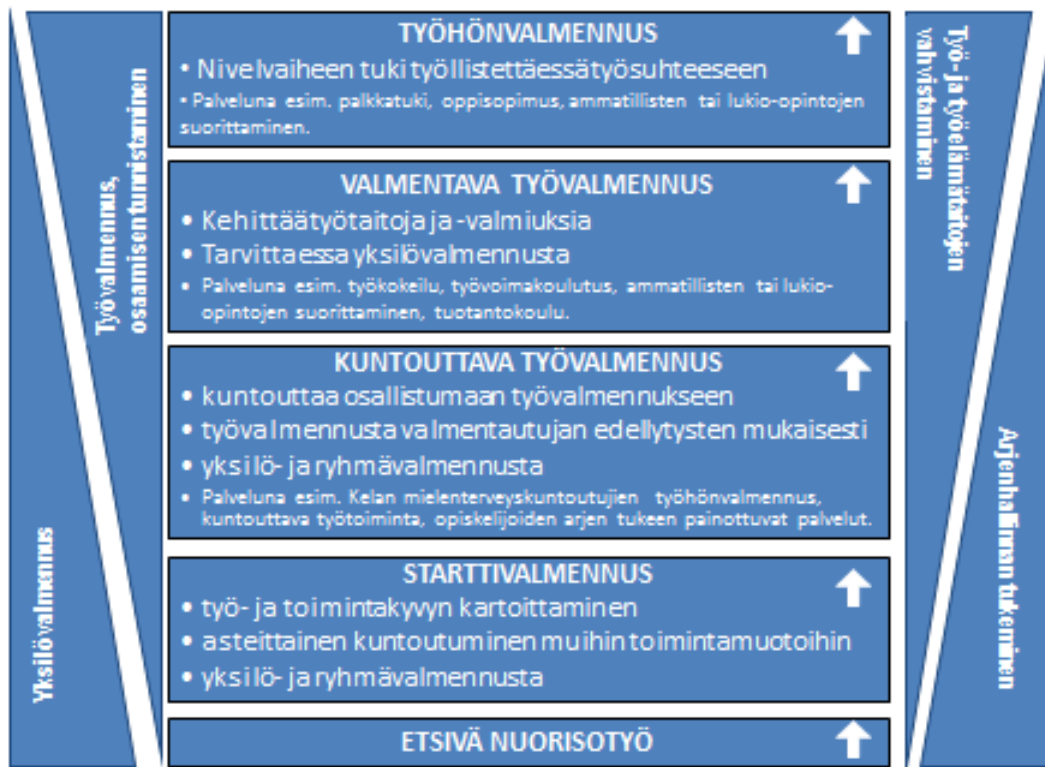 TYÖHÖNVALMENNUS
• Nivelvaiheen tuki työllistettäessä työsuhteeseen
• Palveluna esim. palkkatuki, oppisopimus, ammatillisten tai lukio-opintojen
suorittaminen.
VALMENTAVA TYÖVALMENNUS
• Kehittää työtaitoja ja -valmiuksia
• Tarvittaessa yksilövalmennusta
• Palveluna esim. työkokeilu, työvoimakoulutus, ammatillisten tai lukio-
opintojen suorittaminen, tuotantokoulu.
KUNTOUTTAVA TYÖVALMENNUS
• kuntouttaa osallistumaan työvalmennukseen
• työvalmennusta valmentautujan edellytysten mukaisesti
• yksilö- ja ryhmävalmennusta
• Palveluna esim. Kelan mielenterveyskuntoutujien työhönvalmennus,
kuntouttava työtoiminta, opiskelijoiden arjen tukeen painottuvat palvelut.
STARTTIVALMENNUS
• työ- ja toimintakyvyn kartoittaminen
• asteittainen kuntoutuminen muihin toimintamuotoihin
• yksilö- ja ryhmävalmennusta
ETSIVÄ NUORISOTYÖ
Työvalmennus,
osaamisen tunnistaminen
Yksilövalmennus
Työ- ja työelämätaitojen
vahvistaminen
Arjenhallinnan tukeminen